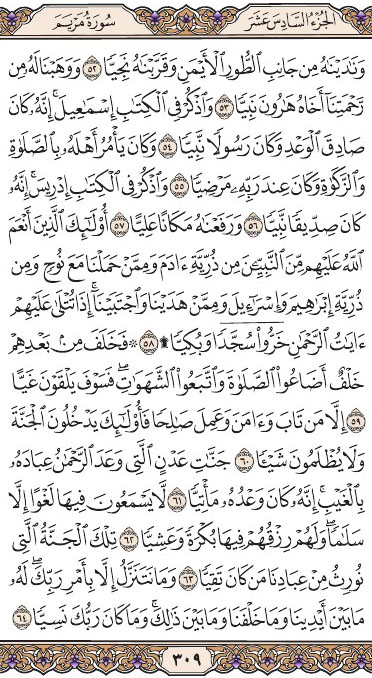 الجزء السادس عشر سورة مريم
وَنَٰدَيْنَٰهُ مِن جَانِبِ ٱلطُّورِ ٱلْأَيْمَنِ وَقَرَّبْنَٰهُ نَجِيًّا ٥٢ وَوَهَبْنَا لَهُۥ مِن
رَّحْمَتِنَآ أَخَاهُ هَٰرُونَ نَبِيًّا ٥٣ وَٱذْكُرْ فِى ٱلْكِتَٰبِ إِسْمَٰعِيلَ ۚ إِنَّهُۥ كَانَ
صَادِقَ ٱلْوَعْدِ وَكَانَ رَسُولًا نَّبِيًّا ٥٤ وَكَانَ يَأْمُرُ أَهْلَهُۥ بِٱلصَّلَوٰةِ
وَٱلزَّكَوٰةِ وَكَانَ عِندَ رَبِّهِۦ مَرْضِيًّا ٥٥ وَٱذْكُرْ فِى ٱلْكِتَٰبِ إِدْرِيسَ ۚ إِنَّهُۥ
كَانَ صِدِّيقًا نَّبِيًّا ٥٦ وَرَفَعْنَٰهُ مَكَانًا عَلِيًّا ٥٧ أُو۟لَٰٓئِكَ ٱلَّذِينَ أَنْعَمَ
ٱللَّهُ عَلَيْهِم مِّنَ ٱلنَّبِيِّـۧنَ مِن ذُرِّيَّةِ ءَادَمَ وَمِمَّنْ حَمَلْنَا مَعَ نُوحٍ وَمِن
ذُرِّيَّةِ إِبْرَٰهِيمَ وَإِسْرَٰٓءِيلَ وَمِمَّنْ هَدَيْنَا وَٱجْتَبَيْنَآ ۚ إِذَا تُتْلَىٰ عَلَيْهِمْ
ءَايَٰتُ ٱلرَّحْمَٰنِ خَرُّوا۟ سُجَّدًا وَبُكِيًّا ۩ ٥٨ ۞ فَخَلَفَ مِنۢ بَعْدِهِمْ
خَلْفٌ أَضَاعُوا۟ ٱلصَّلَوٰةَ وَٱتَّبَعُوا۟ ٱلشَّهَوَٰتِ ۖ فَسَوْفَ يَلْقَوْنَ غَيًّا
٥٩ إِلَّا مَن تَابَ وَءَامَنَ وَعَمِلَ صَٰلِحًا فَأُو۟لَٰٓئِكَ يَدْخُلُونَ ٱلْجَنَّةَ
وَلَا يُظْلَمُونَ شَيْـًٔا ٦٠ جَنَّٰتِ عَدْنٍ ٱلَّتِى وَعَدَ ٱلرَّحْمَٰنُ عِبَادَهُۥ
بِٱلْغَيْبِ ۚ إِنَّهُۥ كَانَ وَعْدُهُۥ مَأْتِيًّا ٦١ لَّا يَسْمَعُونَ فِيهَا لَغْوًا إِلَّا
سَلَٰمًا ۖ وَلَهُمْ رِزْقُهُمْ فِيهَا بُكْرَةً وَعَشِيًّا ٦٢ تِلْكَ ٱلْجَنَّةُ ٱلَّتِى
نُورِثُ مِنْ عِبَادِنَا مَن كَانَ تَقِيًّا ٦٣ وَمَا نَتَنَزَّلُ إِلَّا بِأَمْرِ رَبِّكَ ۖ لَهُۥ
مَا بَيْنَ أَيْدِينَا وَمَا خَلْفَنَا وَمَا بَيْنَ ذَٰلِكَ ۚ وَمَا كَانَ رَبُّكَ نَسِيًّا ٦٤
٣٠٩